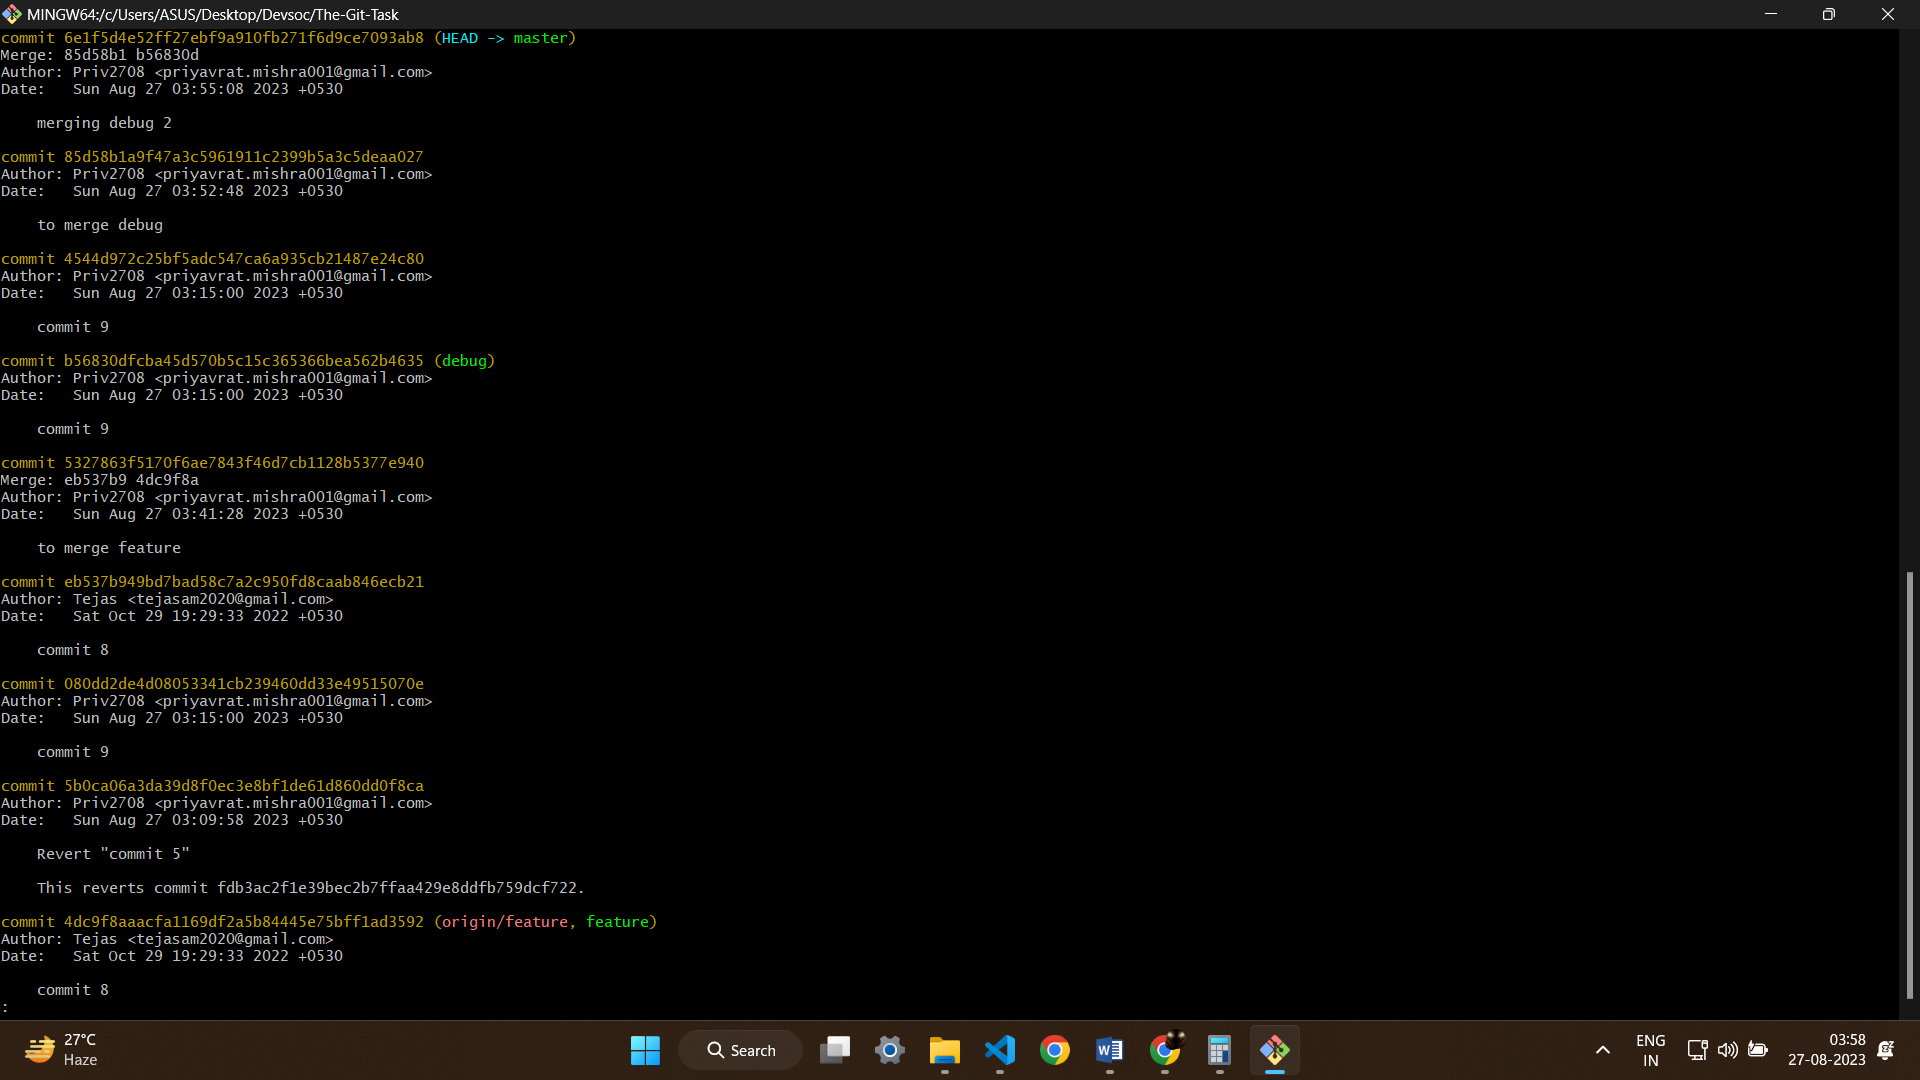 MINGW64:/c/Users/ASUS/Desktop/Devsoc/The-Git-Task
commit 6e1f5d4e52ff27ebf9a910fb271f6d9ce7093ab8 (HEAD -> master)
Merge: 85d58b1 b56830d
Author: Priv2708 <priyavrat.mishra001@gmail.com>
Date:   Sun Aug 27 03:55:08 2023 +0530
merging debug 2
commit 85d58b1a9f47a3c5961911c2399b5a3c5deaa027
Author: Priv2708 <priyavrat.mishra001@gmail.com>
Date:   Sun Aug 27 03:52:48 2023 +0530
to merge debug
commit 4544d972c25bf5adc547ca6a935cb21487e24c80
Author: Priv2708 <priyavrat.mishra001@gmail.com>
Date:   Sun Aug 27 03:15:00 2023 +0530
commit 9
commit b56830dfcba45d570b5c15c365366bea562b4635 (debug)
Author: Priv2708 <priyavrat.mishra001@gmail.com>
Date:   Sun Aug 27 03:15:00 2023 +0530
commit 9
commit 5327863f5170f6ae7843f46d7cb1128b5377e940
Merge: eb537b9 4dc9f8a
Author: Priv2708 <priyavrat.mishra001@gmail.com>
Date:   Sun Aug 27 03:41:28 2023 +0530
to merge feature
commit eb537b949bd7bad58c7a2c950fd8caab846ecb21
Author: Tejas <tejasam2020@gmail.com>
Date:   Sat Oct 29 19:29:33 2022 +0530
commit 8
commit 080dd2de4d08053341cb239460dd33e49515070e
Author: Priv2708 <priyavrat.mishra001@gmail.com>
Date:   Sun Aug 27 03:15:00 2023 +0530
commit 9
commit 5b0ca06a3da39d8f0ec3e8bf1de61d860dd0f8ca
Author: Priv2708 <priyavrat.mishra001@gmail.com>
Date:   Sun Aug 27 03:09:58 2023 +0530
Revert "commit 5"
This reverts commit fdb3ac2f1e39bec2b7ffaa429e8ddfb759dcf722.
commit 4dc9f8aaacfa1169df2a5b84445e75bff1ad3592 (origin/feature, feature)
Author: Tejas <tejasam2020@gmail.com>
Date:   Sat Oct 29 19:29:33 2022 +0530
commit 8
:
27°C
Haze
Search
ENG
IN
03:58
27-08-2023